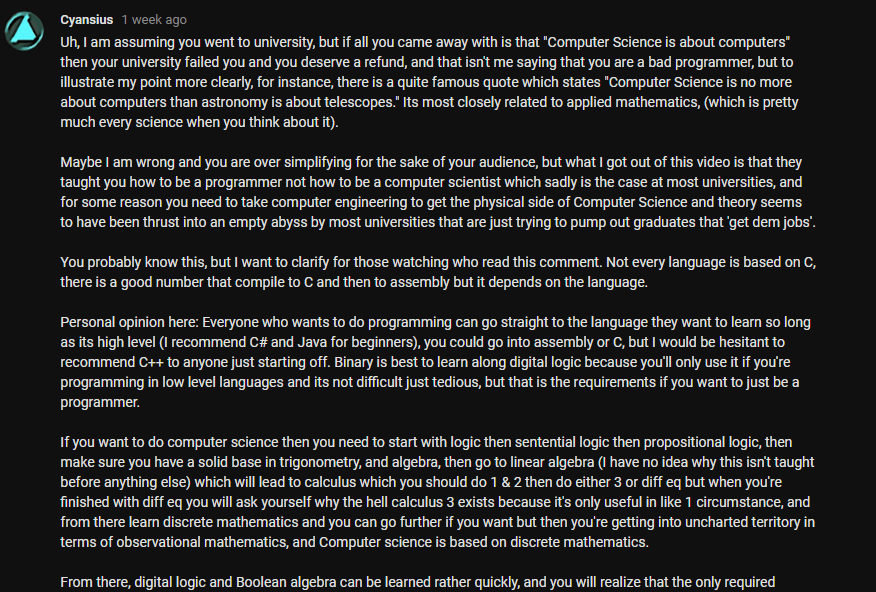 Cyansius 1 week ago
Uh, I am assuming you went to university, but if all you came away with is that "Computer Science is about computers"
then your university failed you and you deserve a refund, and that isn't me saying that you are a bad programmer, but to
illustrate my point more clearly, for instance, there is a quite famous quote which states "Computer Science is no more
about computers than astronomy is about telescopes." Its most closely related to applied mathematics, (which is pretty
much every science when you think about it).
Maybe I am wrong and you are over simplifying for the sake of your audience, but what I got out of this video is that they
taught you how to be a programmer not how to be a computer scientist which sadly is the case at most universities, and
for some reason you need to take computer engineering to get the physical side of Computer Science and theory seems
to have been thrust into an empty abyss by most universities that are just trying to pump out graduates that 'get dem jobs'.
You probably know this, but I want to clarify for those watching who read this comment. Not every language is based on C,
there is a good number that compile to C and then to assembly but it depends on the language.
Personal opinion here: Everyone who wants to do programming can go straight to the language they want to learn so long
as its high level (I recommend C# and Java for beginners), you could go into assembly or C, but I would be hesitant to
recommend C++ to anyone just starting off. Binary is best to learn along digital logic because you'll only use it if you're
programming in low level languages and its not difficult just tedious, but that is the requirements if you want to just be a
programmer.
If you want to do computer science then you need to start with logic then sentential logic then propositional logic, then
make sure you have a solid base in trigonometry, and algebra, then go to linear algebra (I have no idea why this isn't taught
before anything else) which will lead to calculus which you should do 1 & 2 then do either 3 or diff eq but when you're
finished with diff eq you will ask yourself why the hell calculus 3 exists because it's only useful in like 1 circumstance, and
from there learn discrete mathematics and you can go further if you want but then you're getting into uncharted territory in
terms of observational mathematics, and Computer science is based on discrete mathematics.
From there, digital logic and Boolean algebra can be learned rather quickly, and you will realize that the only required